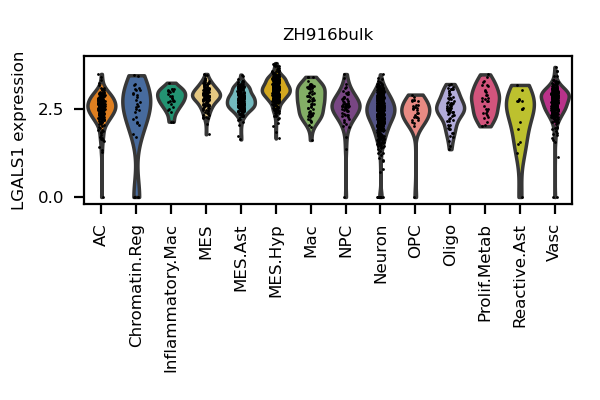 ZH916bulk
LGALS1 expression
2.5
0.0
AC
Chromatin.Reg
Inflammatory.Mac
MES
MES.Ast
MES.Hyp
Mac
NPC
Neuron
OPC
Oligo
Prolif.Metab
Reactive.Ast
Vasc